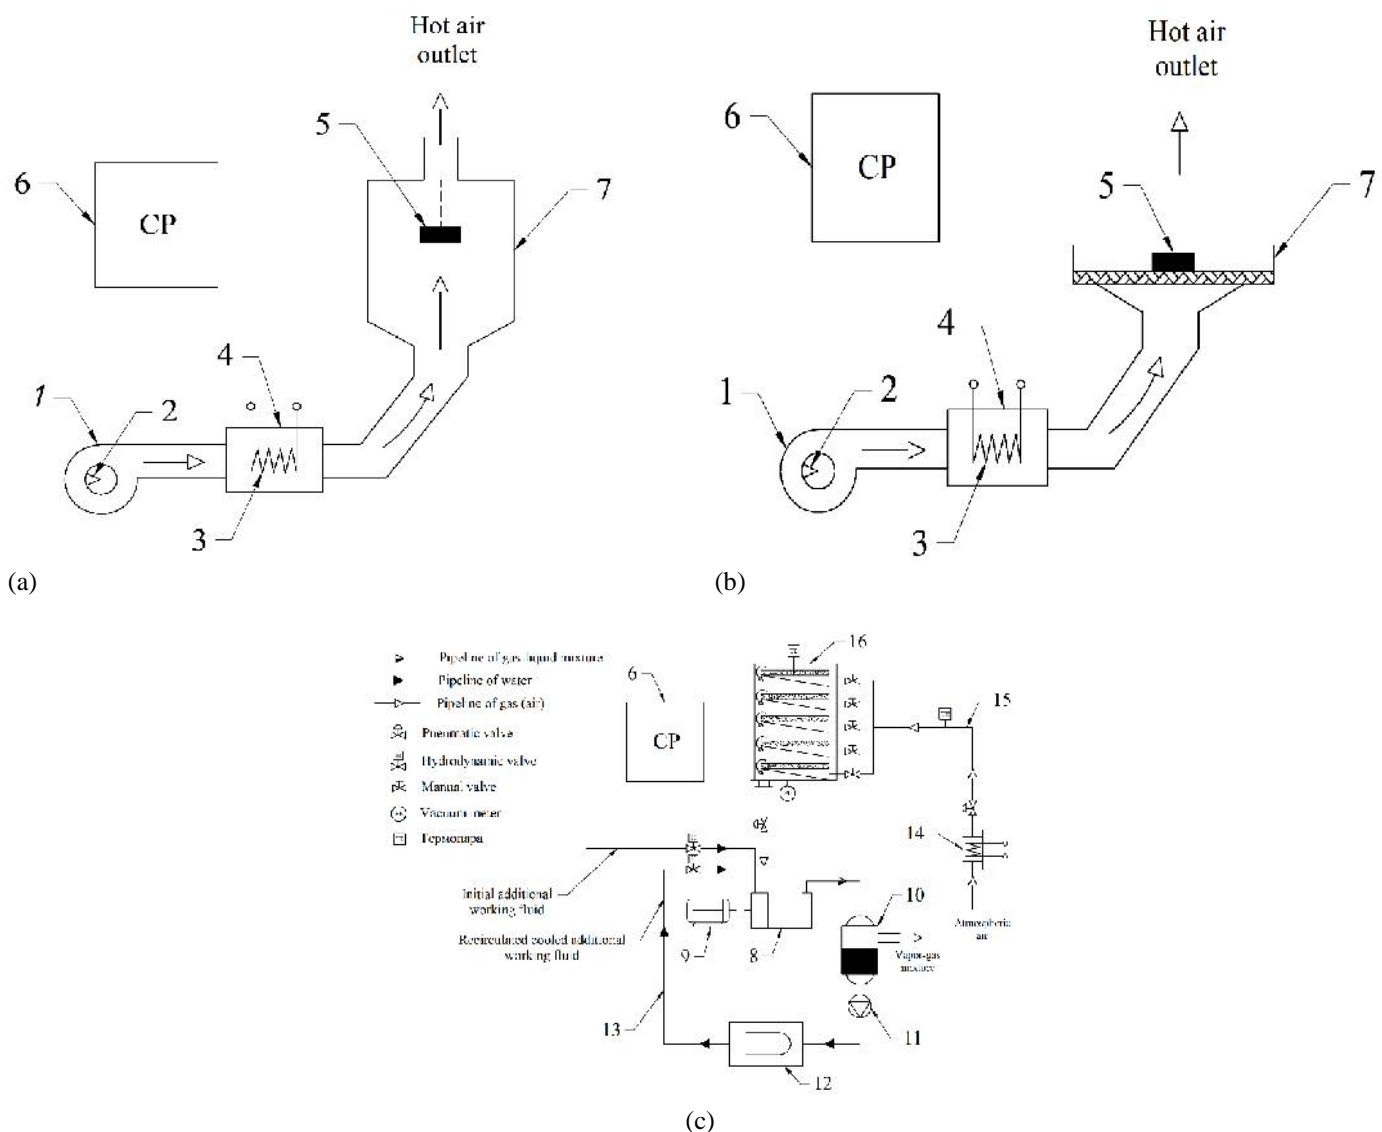 Hot air
outlet
6
5
7
CP
4
1
2
3
(a)
Hot air
outlet
6
5
7
CP
4
1
2
3
(b)
16
Pipeline of gas-liquid mixture
6
Pipeline of water
Pipeline of gas (air)
15
CP
Pneumatic valve
Hydrodynamic valve
Manual valve
Vacuum meter
Термопара
14
Initial additional
working fluid
10
Atmospheric
air
Recirculated cooled additional
working fluid
9
8
Vapor-gas
mixture
13
11
12
(c)